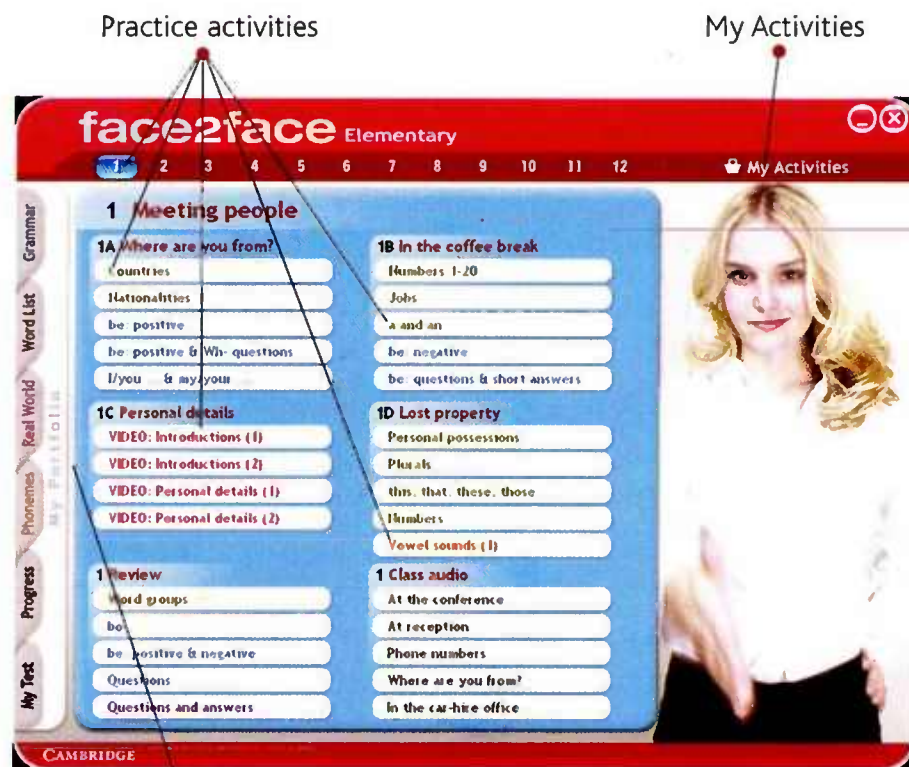 Practice activities
My Activities
face2face Elementary
1 2 3 4 5 6 7 8 9 10 11 12
My Activities
Grammar
Word List
Real World
Phonemes
Progress
My Test
My Portfolio
1 Meeting people
1A Where are you from?
Countries
Nationalities
be: positive
be: positive & Wh- questions
I/you ... & my/your ...
1B In the coffee break
Numbers 1-20
Jobs
a and an
be: negative
be: questions & short answers
1C Personal details
VIDEO: Introductions (1)
VIDEO: Introductions (2)
VIDEO: Personal details (1)
VIDEO: Personal details (2)
1D Lost property
Personal possessions
Plurals
this, that, these, those
Numbers
Vowel sounds (1)
1 Review
Word groups
be
be: positive & negative
Questions
Questions and answers
1 Class audio
At the conference
At reception
Phone numbers
Where are you from?
In the car-hire office
CAMBRIDGE